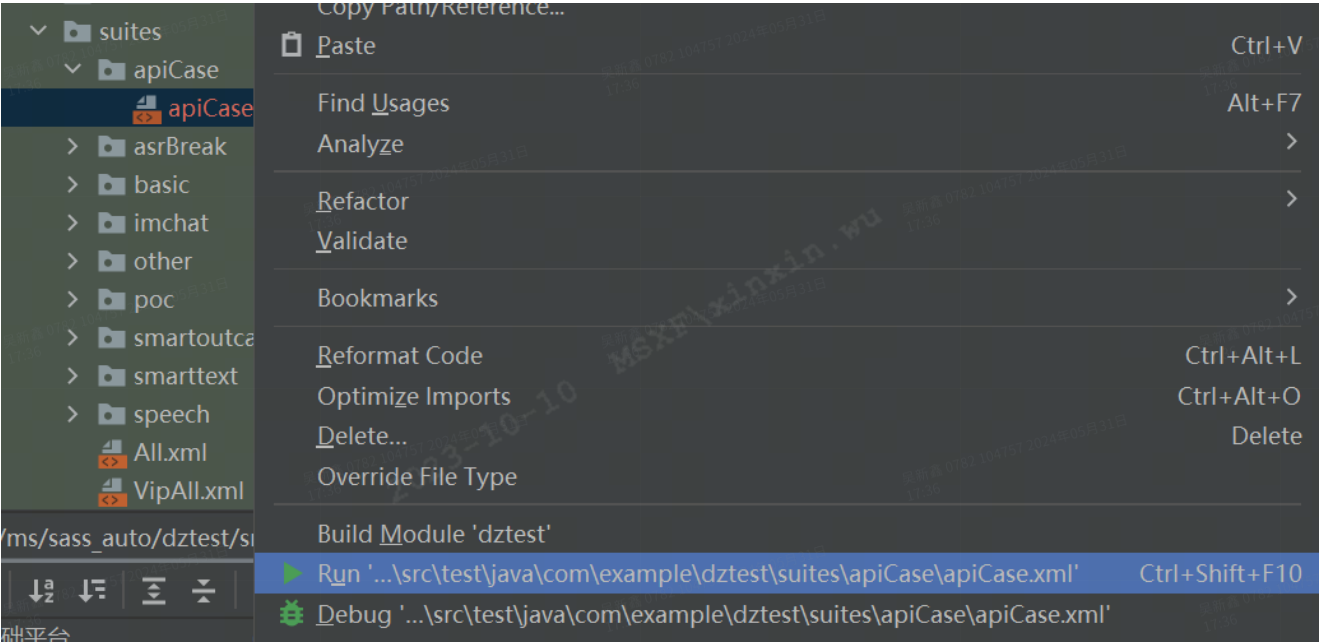 suites
apiCase
apiCase
asrBreak
basic
imchat
other
poc
smartoutca
smarttext
speech
All.xml
VipAll.xml
/ms/sass_auto/dztest/sr
础平台
Copy Path/Reference...
Paste Ctrl+V
Find Usages Alt+F7
Analyze
Refactor
Validate
Bookmarks
Reformat Code Ctrl+Alt+L
Optimize Imports Ctrl+Alt+O
Delete... Delete
Override File Type
Build Module 'dztest'
Run '...\src\test\java\com\example\dztest\suites\apiCase\apiCase.xml' Ctrl+Shift+F10
Debug '...\src\test\java\com\example\dztest\suites\apiCase\apiCase.xml'
2023-10-10 MSXF\xinxin.wu